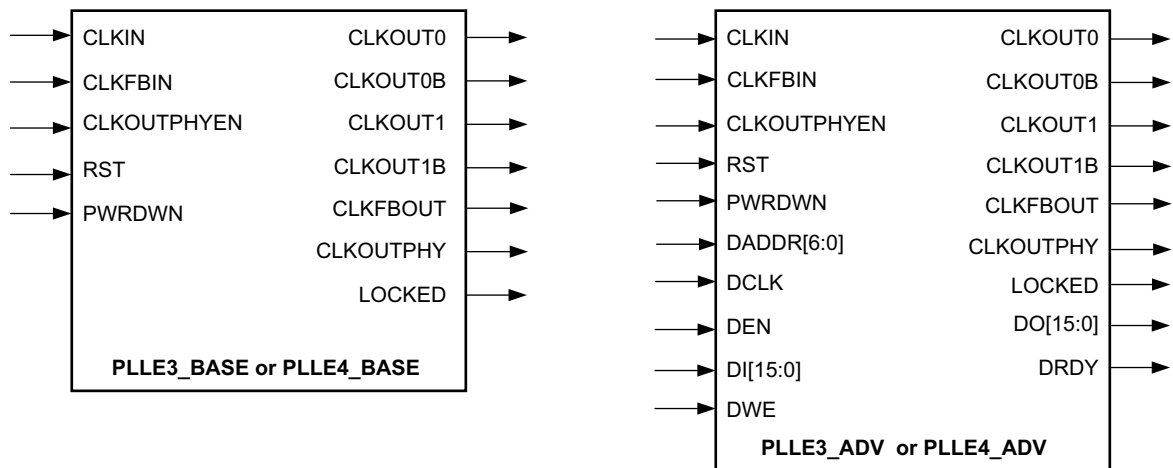 CLKIN
CLKFBIN
CLKOUTPHYEN
RST
PWRDWN
CLKOUT0
CLKOUT0B
CLKOUT1
CLKOUT1B
CLKFBOUT
CLKOUTPHY
LOCKED
PLLE3_BASE or PLLE4_BASE
CLKIN
CLKFBIN
CLKOUTPHYEN
RST
PWRDWN
DADDR[6:0]
DCLK
DEN
DI[15:0]
DWE
CLKOUT0
CLKOUT0B
CLKOUT1
CLKOUT1B
CLKFBOUT
CLKOUTPHY
LOCKED
DO[15:0]
DRDY
PLLE3_ADV or PLLE4_ADV